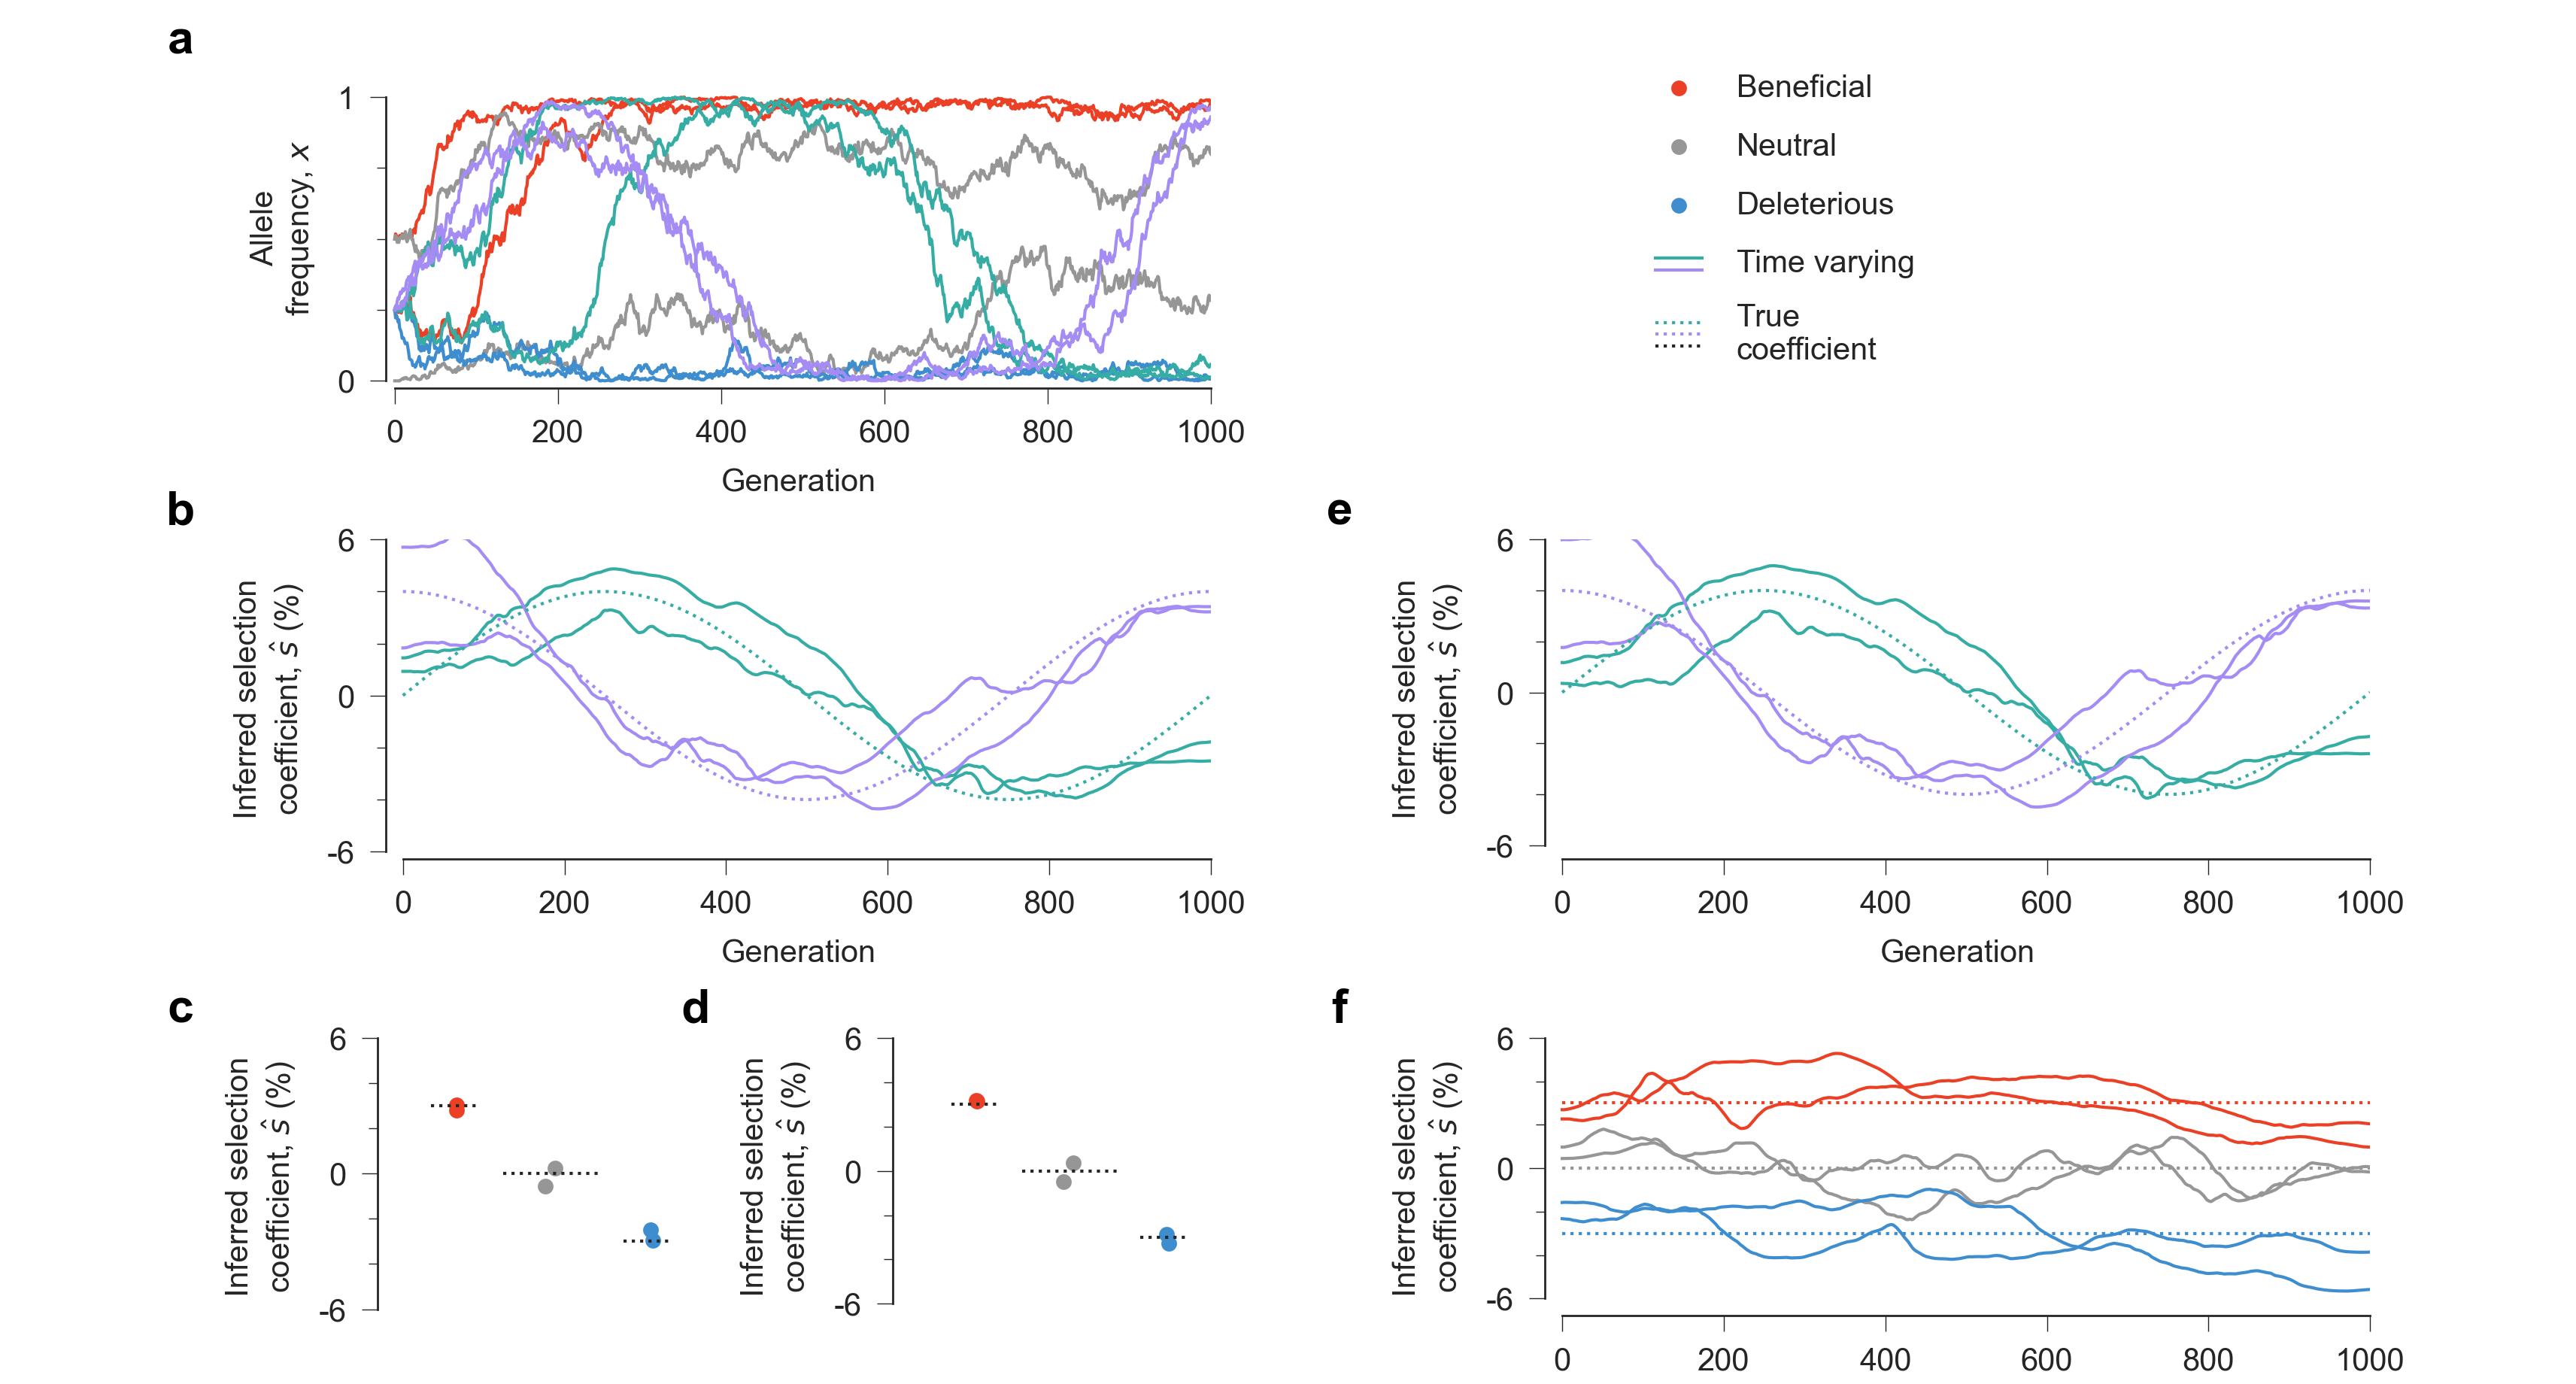 a
1
0
Allele
frequency, x
0 200 400 600 800 1000
Generation
Beneficial
Neutral
Deleterious
Time varying
True
coefficient
b
6
0
-6
Inferred selection
coefficient, ŝ (%)
0 200 400 600 800 1000
Generation
e
6
0
-6
Inferred selection
coefficient, ŝ (%)
0 200 400 600 800 1000
Generation
c
6
0
-6
Inferred selection
coefficient, ŝ (%)
d
6
0
-6
Inferred selection
coefficient, ŝ (%)
f
6
0
-6
Inferred selection
coefficient, ŝ (%)
0 200 400 600 800 1000